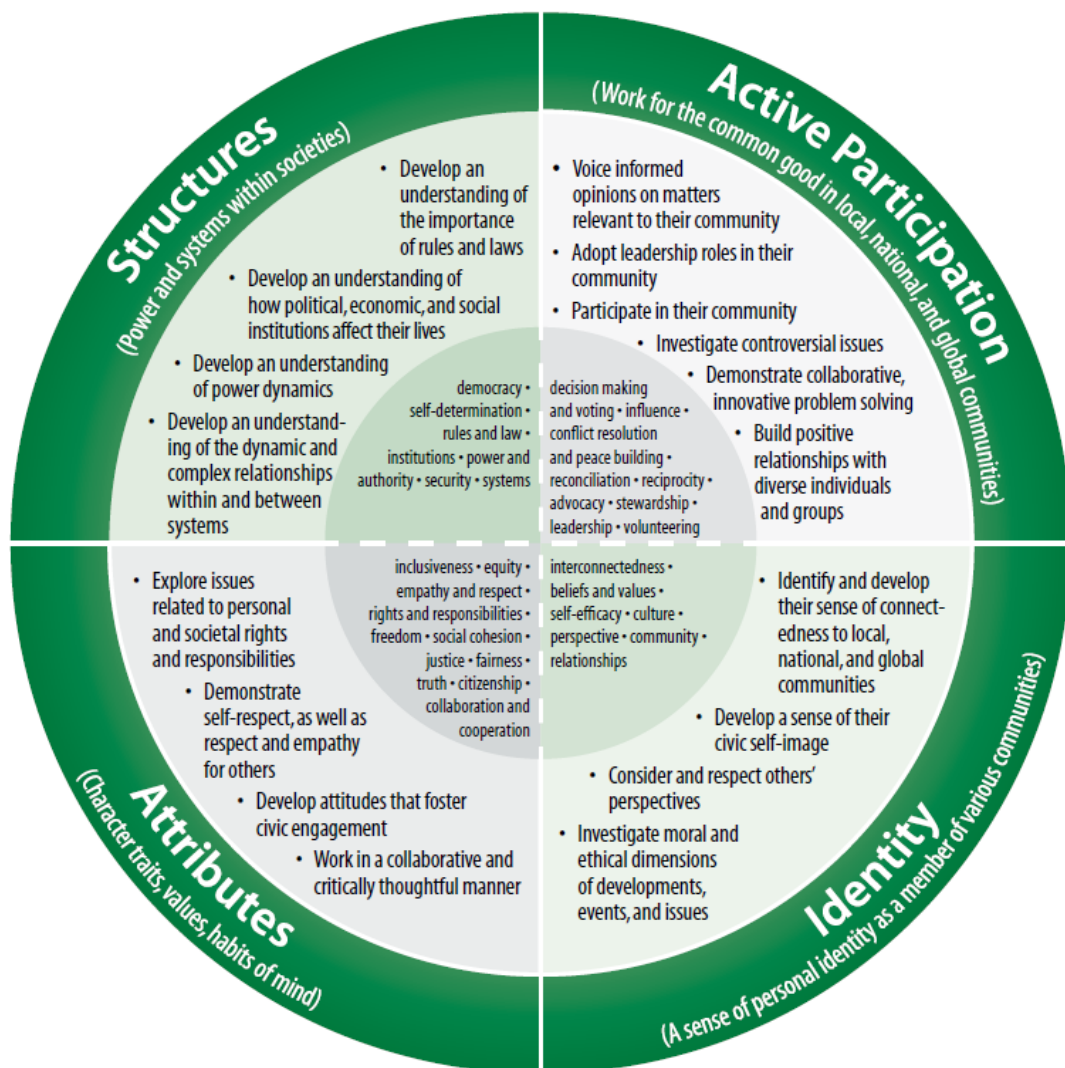 Structures
(Power and systems within societies)
• Develop an
understanding of
the importance
of rules and laws
• Develop an understanding of
how political, economic, and social
institutions affect their lives
• Develop an understanding
of power dynamics
• Develop an understand-
ing of the dynamic and
complex relationships
within and between
systems
democracy •
self-determination •
rules and law •
institutions • power and
authority • security • systems
Active Participation
(Work for the common good in local, national, and global communities)
• Voice informed
opinions on matters
relevant to their community
• Adopt leadership roles in their
community
• Participate in their community
• Investigate controversial issues
• Demonstrate collaborative,
innovative problem solving
• Build positive
relationships with
diverse individuals
and groups
decision making
and voting • influence •
conflict resolution
and peace building •
reconciliation • reciprocity •
advocacy • stewardship •
leadership • volunteering
Attributes
(Character traits, values, habits of mind)
• Explore issues
related to personal
and societal rights
and responsibilities
• Demonstrate
self-respect, as well as
respect and empathy
for others
• Develop attitudes that foster
civic engagement
• Work in a collaborative and
critically thoughtful manner
inclusiveness • equity •
empathy and respect •
rights and responsibilities •
freedom • social cohesion •
justice • fairness •
truth • citizenship •
collaboration and
cooperation
Identity
(A sense of personal identity as a member of various communities)
interconnectedness •
beliefs and values •
self-efficacy • culture •
perspective • community •
relationships
• Identify and develop
their sense of connect-
edness to local,
national, and global
communities
• Develop a sense of their
civic self-image
• Consider and respect others’
perspectives
• Investigate moral and
ethical dimensions
of developments,
events, and issues